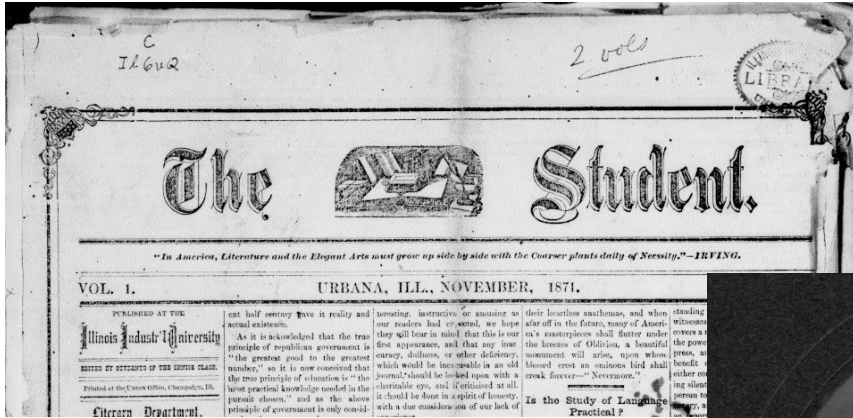 C
Il6uQ
2 vols
LIBRA
The Student.
"In America, Literature and the Elegant Arts must grow up side by side with the Coarser plants daily of Necessity."—IRVING.
VOL. 1. URBANA, ILL., NOVEMBER, 1871.
PUBLISHED AT THE
Illinois Indust'l University
EDITED BY STUDENTS OF THE SENIOR CLASS.
Printed at the Union Office, Champaign, Ill.
Literary Department.
ent half century gave it reality and
actual existence.
As it is acknowledged that the true
principle of republican government is
"the greatest good to the greatest
number," so it is now conceived that
the true principle of education is "the
most practical knowledge needed in the
pursuit chosen," and as the above
principle of government is only consid-
teresting, instructive or amusing as
our readers had expected, we hope
they will bear in mind that this is our
first appearance, and that any inac
curacy, dullness, or other deficiency,
which would be inexcusable in an old
journal, should be looked upon with a
charitable eye, and if criticised at all,
it should be done in a spirit of honesty,
with a due consideration of our lack of
their heartless anathemas, and when
afar off in the future, many of Ameri-
ca's masterpieces shall flutter under
the breezes of Oblivion, a beautiful
monument will arise, upon whose
blessed crest an ominous bird shall
croak forever—"Nevermore."
Is the Study of Language
Practical?
standing
witnesses
covers a
the powe
press, as
benefit
either con
ing silent
person to